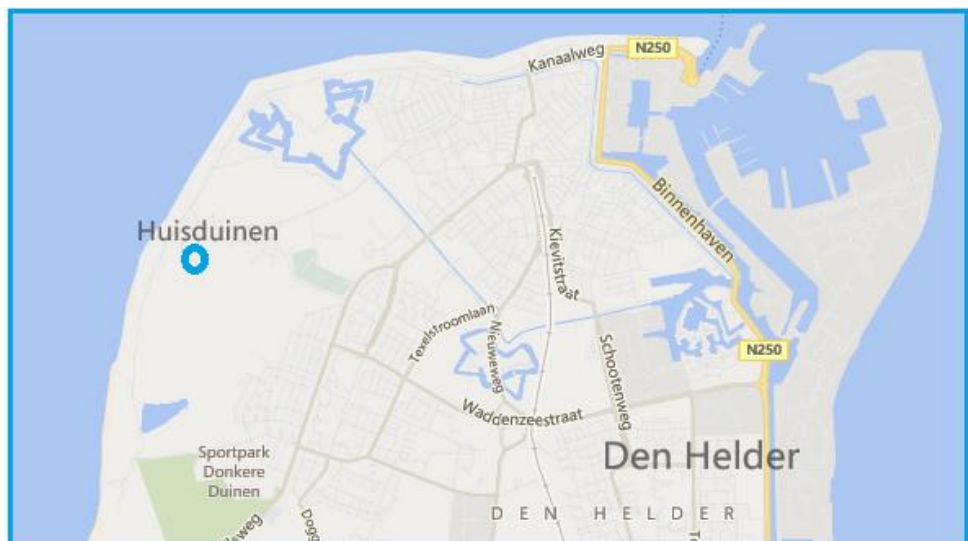 N250
Kanaalweg
Binnenhaven
Huisduinen
Kievitstraat
Texelstroomlaan
Nieuweweg
Schootenweg
N250
Waddenzeestraat
Sportpark
Donkere
Duinen
Den Helder
DEN HELDER